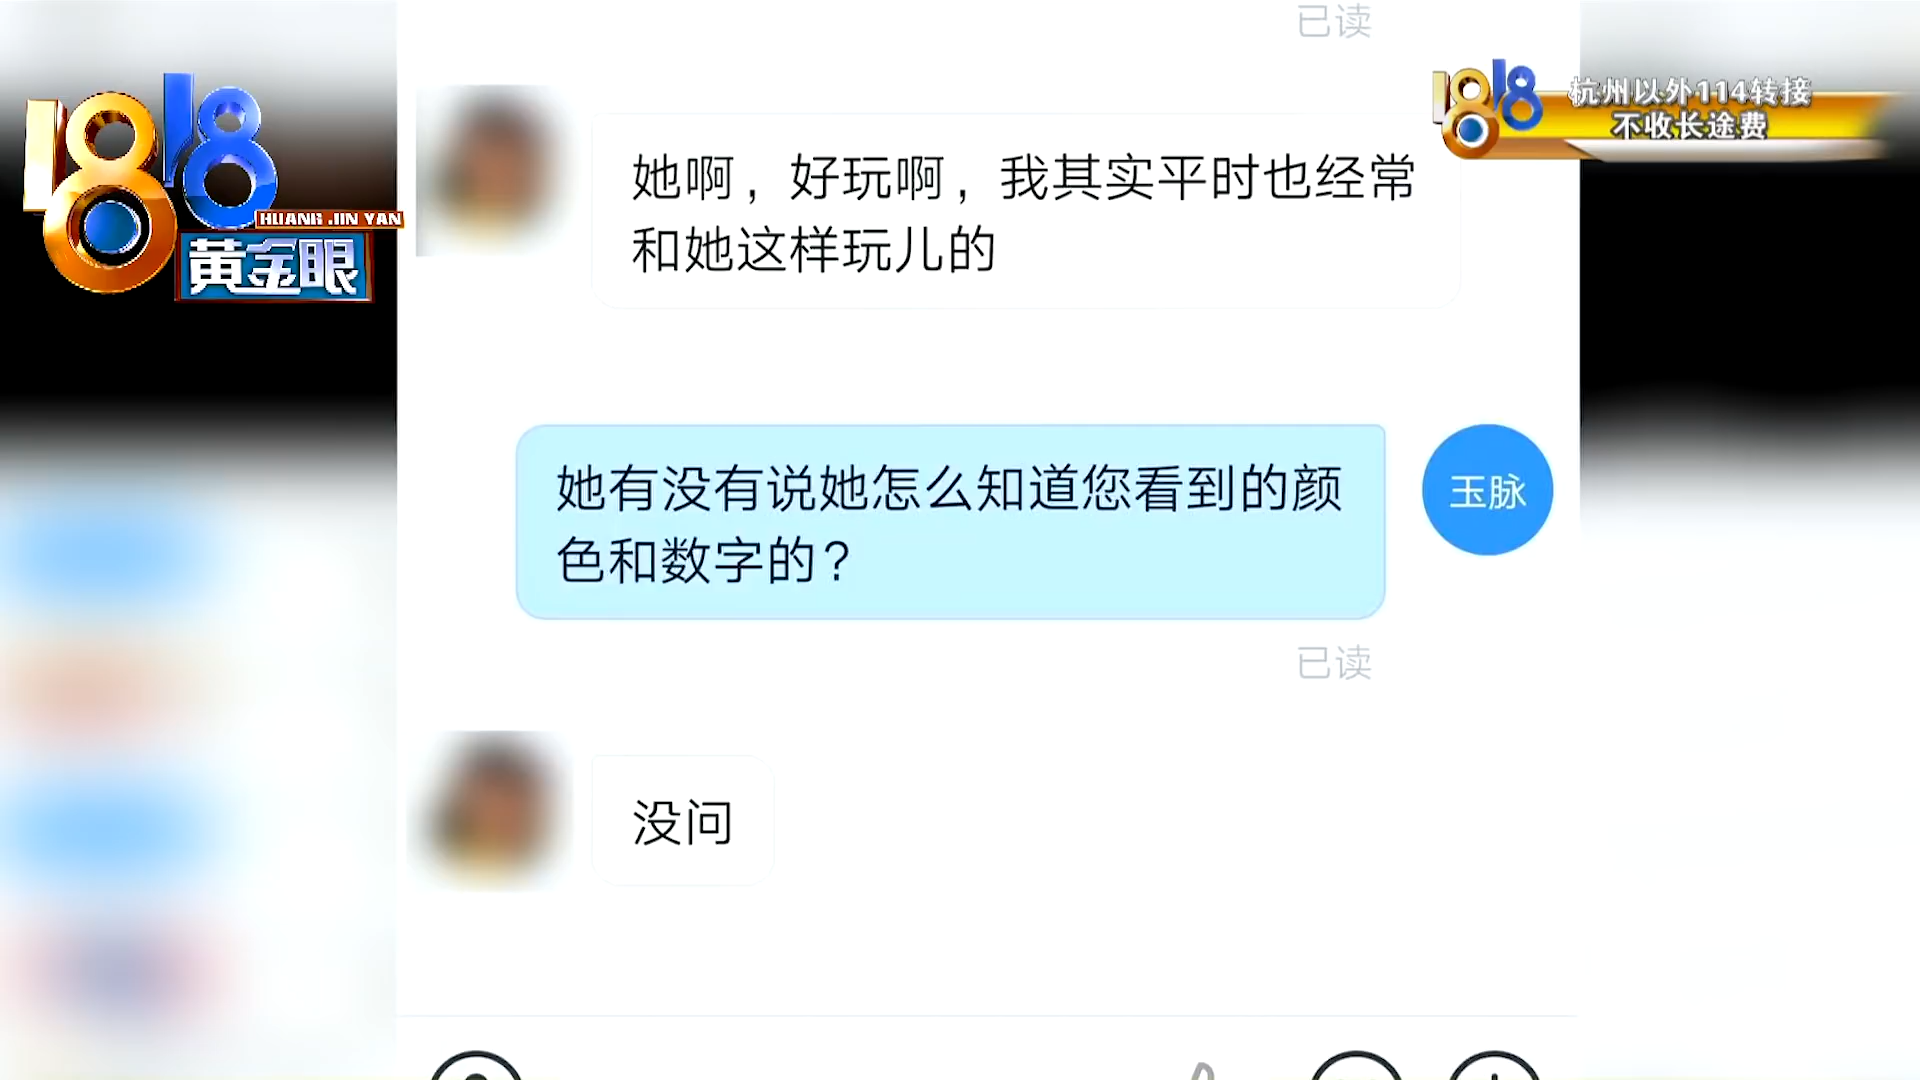 已读
1818
HUANG JIN YAN
黄金眼
1818
杭州以外114转接
不收长途费
她啊，好玩啊，我其实平时也经常
和她这样玩儿的
她有没有说她怎么知道您看到的颜
色和数字的？
玉脉
已读
没问